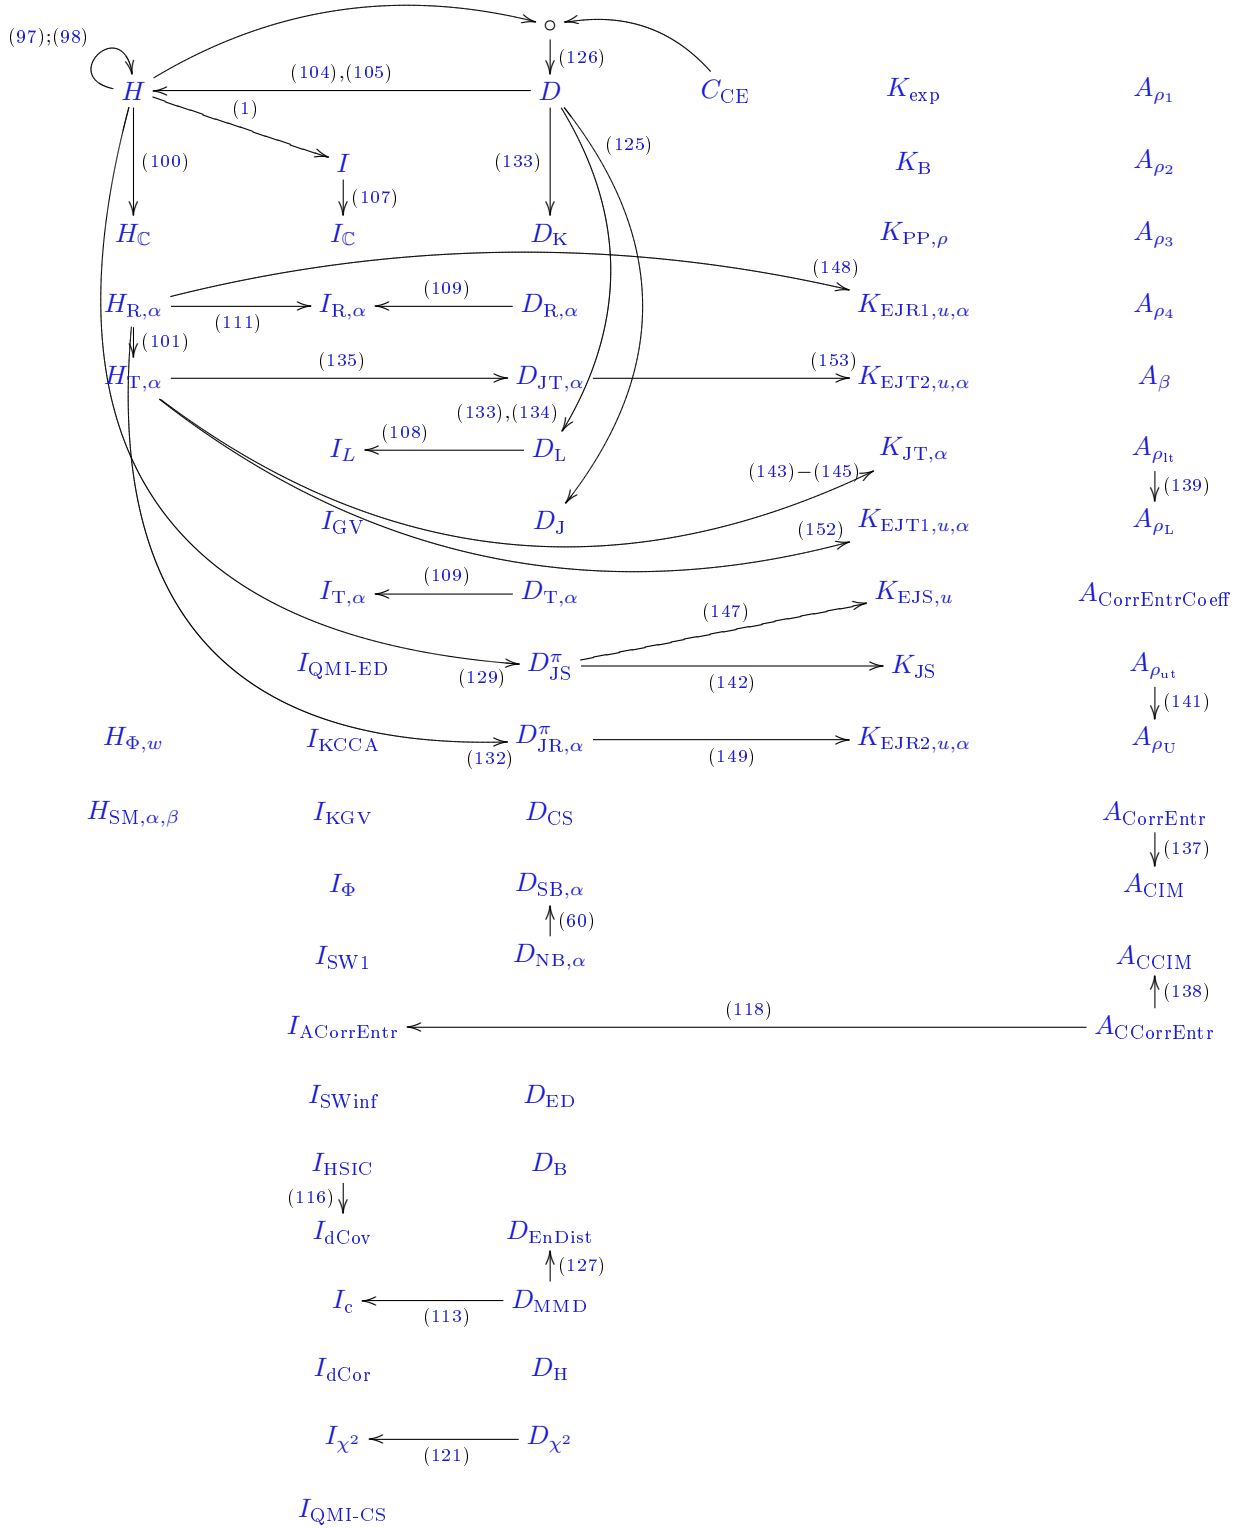 ∘
(97);(98)
(126)
(104),(105)
H D C_CE K_exp A_ρ1
(1)
(125)
(100) I (133) K_B A_ρ2
(107)
H_ℂ I_ℂ D_K K_PP,ρ A_ρ3
(148)
(109)
H_R,α I_R,α D_R,α K_EJR1,u,α A_ρ4
(111)
(101)
(135) (153)
H_T,α D_JT,α K_EJT2,u,α A_β
(133),(134)
(108)
I_L D_L K_JT,α A_ρlt
(143)−(145)
(139)
I_GV D_J K_EJT1,u,α A_ρL
(152)
(109)
I_T,α D_T,α K_EJS,u A_CorrEntrCoeff
(147)
I_QMI-ED D^π_JS K_JS A_ρut
(129) (142)
(141)
H_Φ,w I_KCCA D^π_JR,α K_EJR2,u,α A_ρU
(132) (149)
H_SM,α,β I_KGV D_CS A_CorrEntr
(137)
I_Φ D_SB,α A_CIM
(60)
I_SW1 D_NB,α A_CCIM
(138)
(118)
I_ACorrEntr A_CCorrEntr
I_SWinf D_ED
I_HSIC D_B
(116)
I_dCov D_EnDist
(127)
I_c D_MMD
(113)
I_dCor D_H
I_χ² D_χ²
(121)
I_QMI-CS